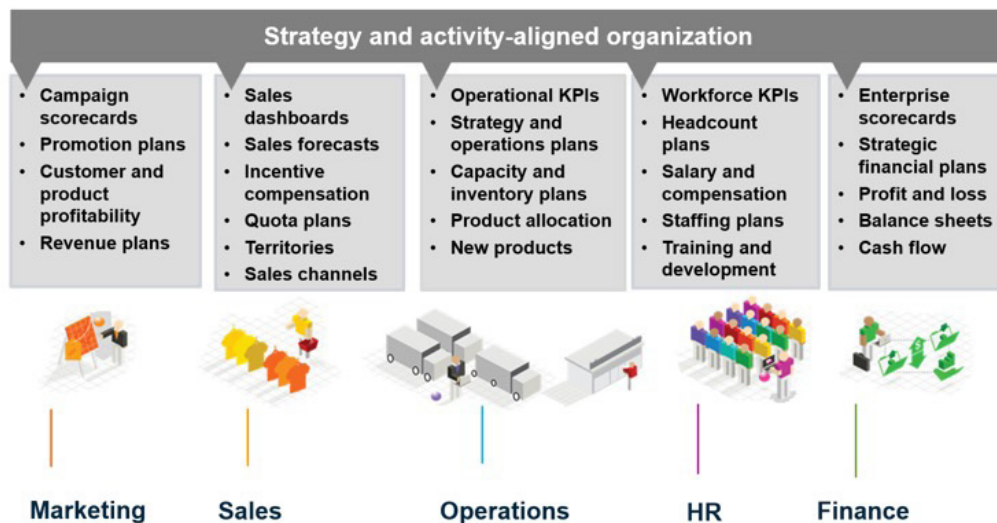 Strategy and activity-aligned organization
• Campaign
scorecards
• Promotion plans
• Customer and
product
profitability
• Revenue plans
• Sales
dashboards
• Sales forecasts
• Incentive
compensation
• Quota plans
• Territories
• Sales channels
• Operational KPIs
• Strategy and
operations plans
• Capacity and
inventory plans
• Product allocation
• New products
• Workforce KPIs
• Headcount
plans
• Salary and
compensation
• Staffing plans
• Training and
development
• Enterprise
scorecards
• Strategic
financial plans
• Profit and loss
• Balance sheets
• Cash flow
$
Marketing
Sales
Operations
HR
Finance